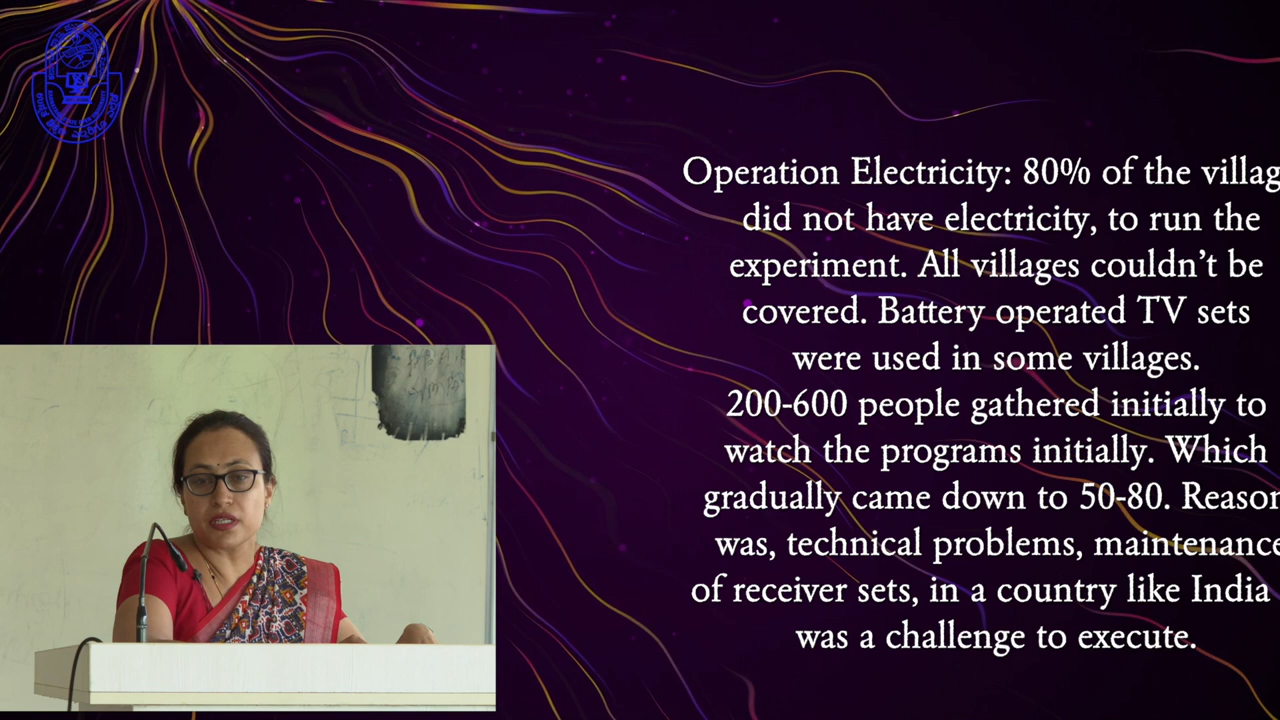 Operation Electricity: 80% of the villag
did not have electricity, to run the
experiment. All villages couldn’t be
covered. Battery operated TV sets
were used in some villages.
200-600 people gathered initially to
watch the programs initially. Which
gradually came down to 50-80. Reason
was, technical problems, maintenance
of receiver sets, in a country like India
was a challenge to execute.